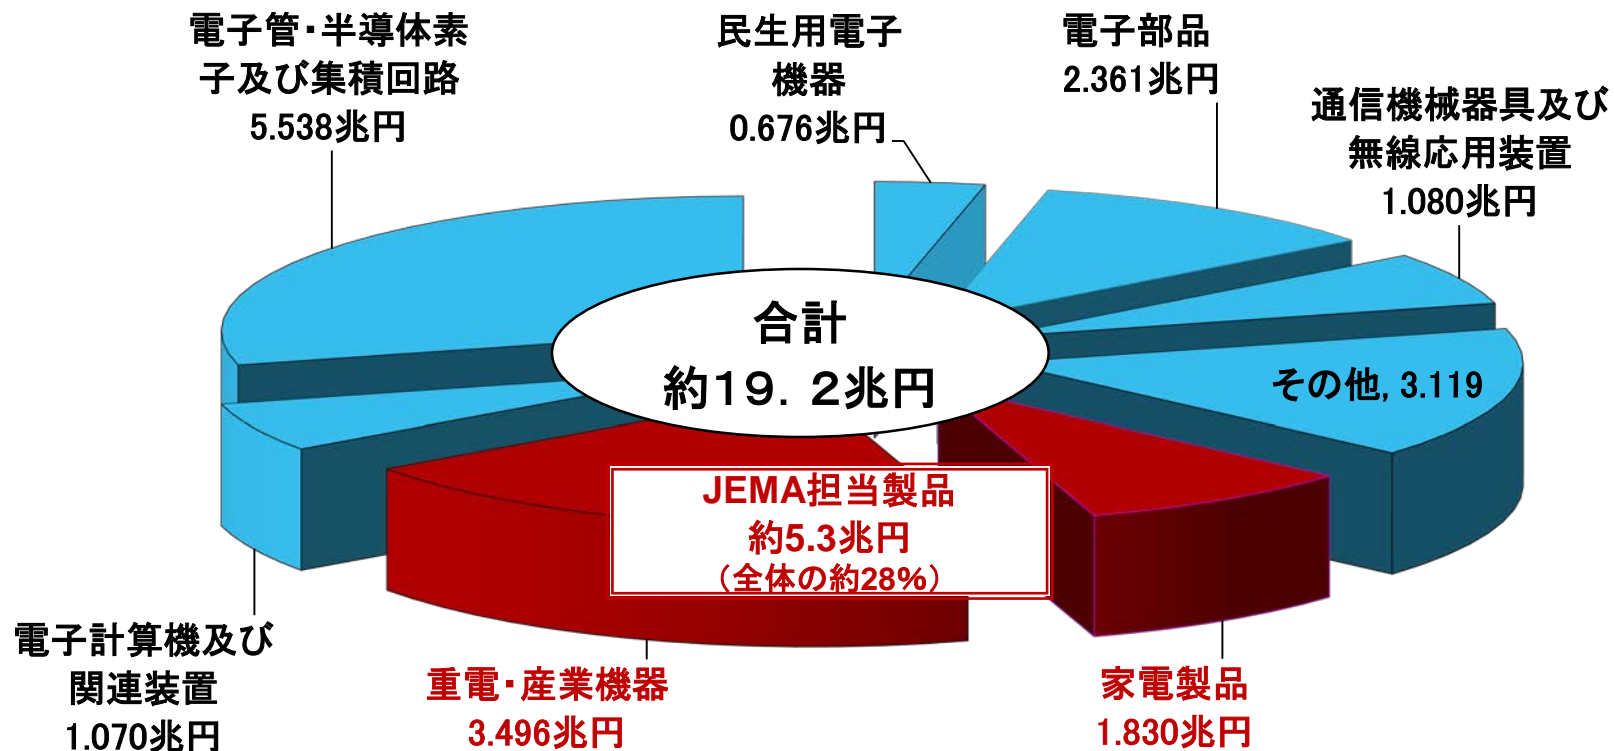 電子管・半導体素
子及び集積回路
5.538兆円
民生用電子
機器
0.676兆円
電子部品
2.361兆円
通信機械器具及び
無線応用装置
1.080兆円
合計
約19．2兆円
その他, 3.119
JEMA担当製品
約5.3兆円
（全体の約28%）
電子計算機及び
関連装置
1.070兆円
重電・産業機器
3.496兆円
家電製品
1.830兆円